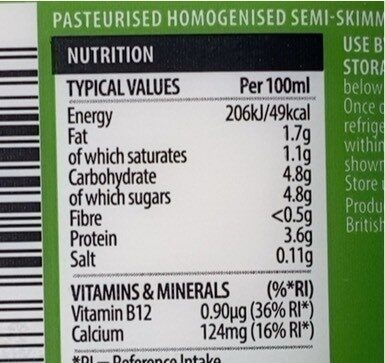 PASTEURISED HOMOGENISED SEMI-SKIMM
NUTRITION
TYPICAL VALUES Per 100ml
Energy 206kJ/49kcal
Fat 1.7g
of which saturates 1.1g
Carbohydrate 4.8g
of which sugars 4.8g
Fibre <0.5g
Protein 3.6g
Salt 0.11g
VITAMINS & MINERALS (%*RI)
Vitamin B12 0.90µg (36% RI*)
Calcium 124mg (16% RI*)
*RI — Reference Intake
USE B
STORA
below
Once
refrige
within
shown
Store
Produ
British